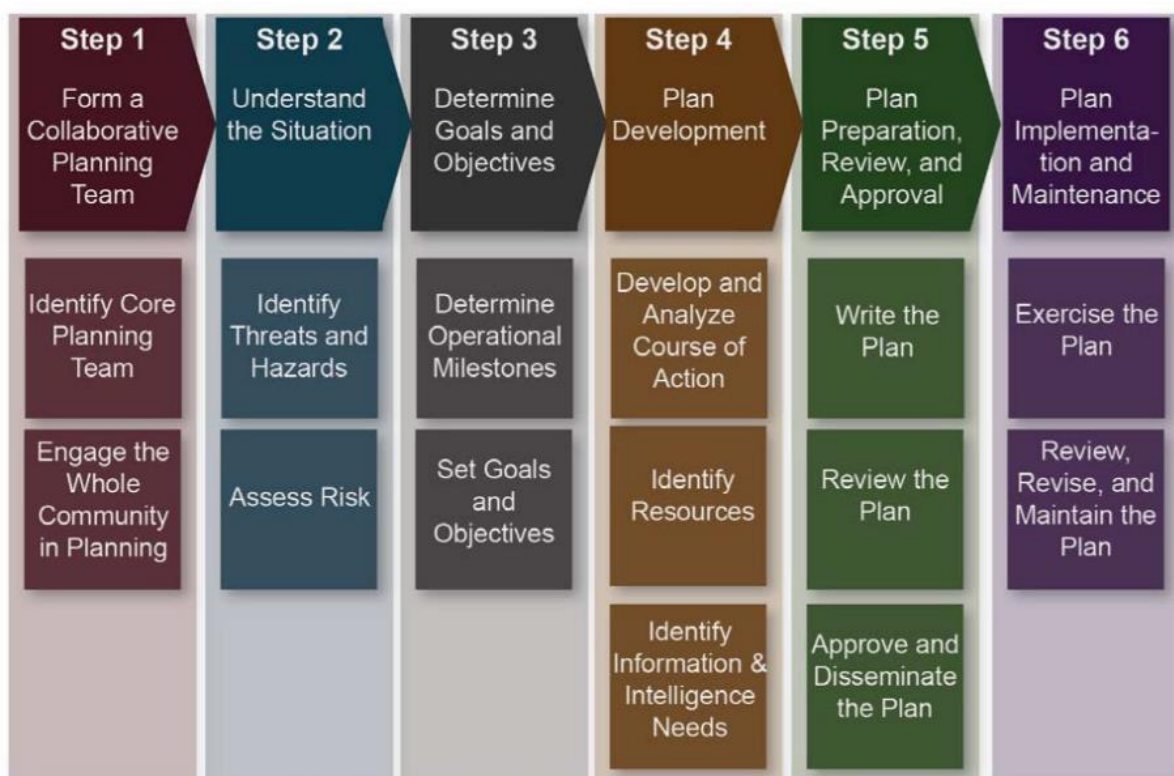 Step 1
Form a
Collaborative
Planning
Team
Identify Core
Planning
Team
Engage the
Whole
Community
in Planning
Step 2
Understand
the Situation
Identify
Threats and
Hazards
Assess Risk
Step 3
Determine
Goals and
Objectives
Determine
Operational
Milestones
Set Goals
and
Objectives
Step 4
Plan
Development
Develop and
Analyze
Course of
Action
Identify
Resources
Identify
Information &
Intelligence
Needs
Step 5
Plan
Preparation,
Review, and
Approval
Write the
Plan
Review the
Plan
Approve and
Disseminate
the Plan
Step 6
Plan
Implementa-
tion and
Maintenance
Exercise the
Plan
Review,
Revise, and
Maintain the
Plan